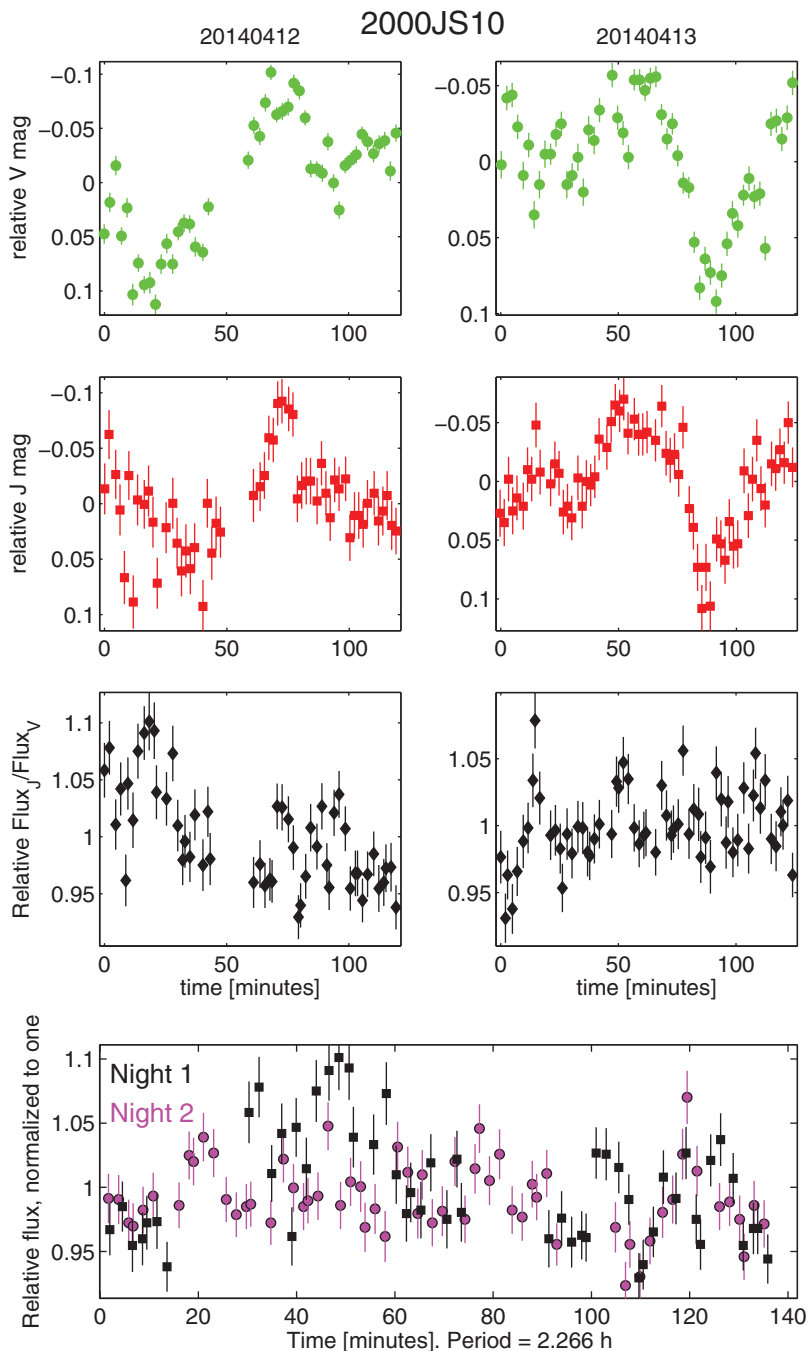 2000JS10
20140412 20140413
relative V mag
−0.1
−0.05
0
0.05
0.1
0 50 100
−0.05
0
0.05
0.1
0 50 100
relative J mag
−0.1
−0.05
0
0.05
0.1
0 50 100
−0.05
0
0.05
0.1
0 50 100
Relative Flux_J/Flux_V
1.1
1.05
1
0.95
0 50 100
time [minutes]
1.05
1
0.95
0 50 100
time [minutes]
Relative flux, normalized to one
1.1
1.05
1
0.95
Night 1
Night 2
0 20 40 60 80 100 120 140
Time [minutes]. Period = 2.266 h